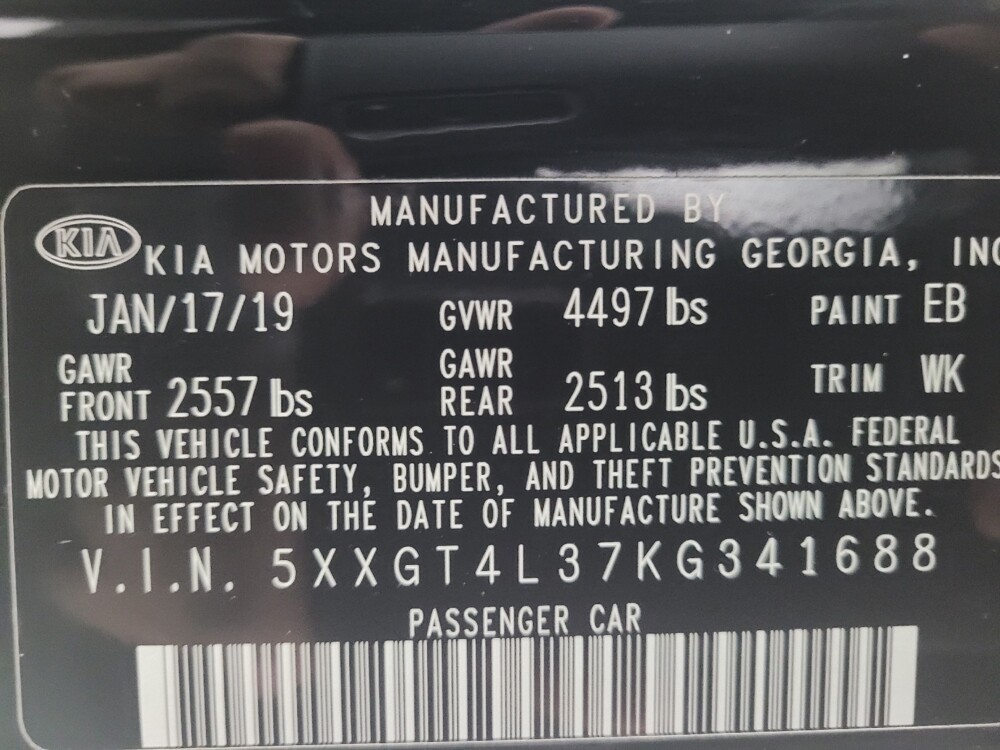 MANUFACTURED BY
KIA KIA MOTORS MANUFACTURING GEORGIA, INC
JAN/17/19 GVWR 4497 lbs PAINT EB
GAWR FRONT 2557 lbs GAWR REAR 2513 lbs TRIM WK
THIS VEHICLE CONFORMS TO ALL APPLICABLE U.S.A. FEDERAL
MOTOR VEHICLE SAFETY, BUMPER, AND THEFT PREVENTION STANDARDS
IN EFFECT ON THE DATE OF MANUFACTURE SHOWN ABOVE.
V.I.N. 5XXGT4L37KG341688
PASSENGER CAR